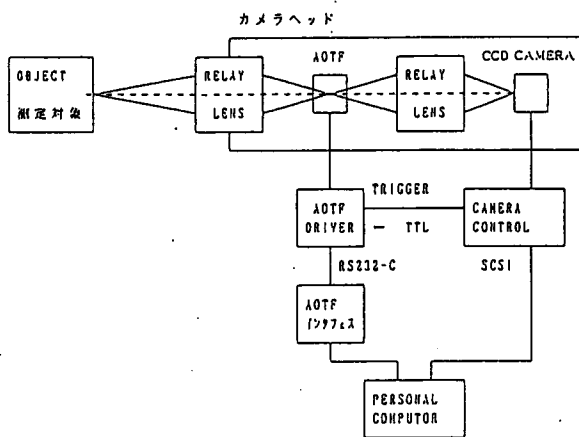 カメラヘッド
OBJECT
測定対象
RELAY
LENS
AOTF
RELAY
LENS
CCD CAMERA
TRIGGER
AOTF
DRIVER
— TTL
CAMERA
CONTROL
RS232-C
SCSI
AOTF
インタフェス
PERSONAL
COMPUTOR